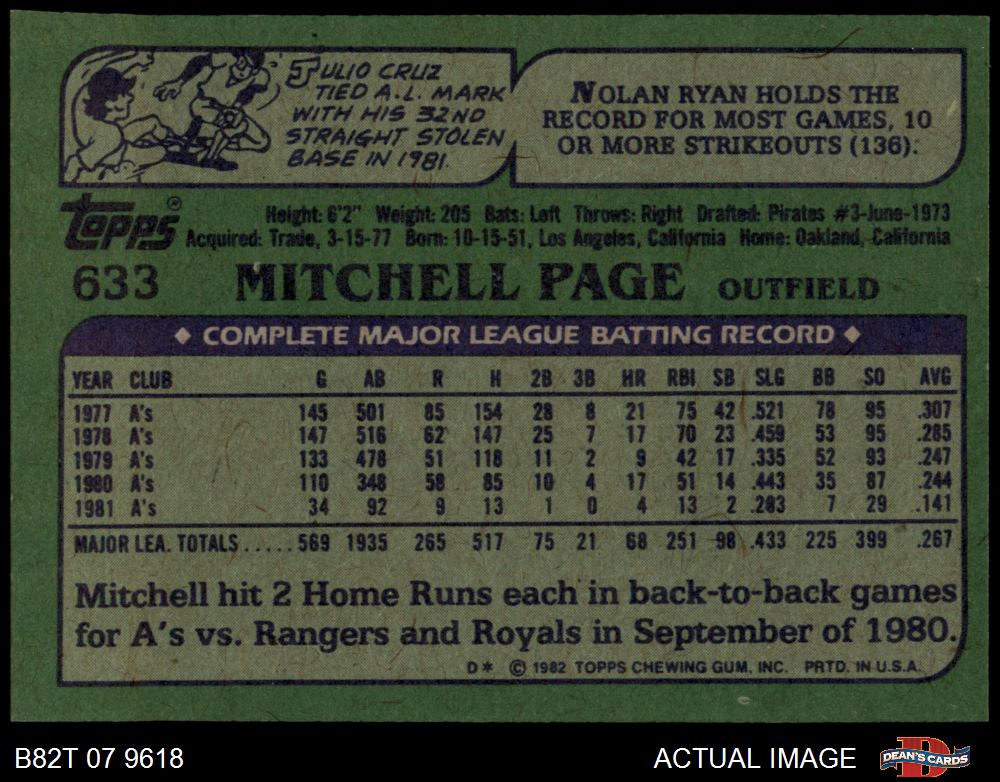 JULIO CRUZ
TIED A.L. MARK
WITH HIS 32ND
STRAIGHT STOLEN
BASE IN 1981.
NOLAN RYAN HOLDS THE
RECORD FOR MOST GAMES, 10
OR MORE STRIKEOUTS (136).
Topps®
Height: 6'2" Weight: 205 Bats: Left Throws: Right Drafted: Pirates #3-June-1973
Acquired: Trade, 3-15-77 Born: 10-15-51, Los Angeles, California Home: Oakland, California
633 MITCHELL PAGE OUTFIELD
◆ COMPLETE MAJOR LEAGUE BATTING RECORD ◆
YEAR CLUB G AB R H 2B 3B HR RBI SB SLG BB SO AVG
1977 A's 145 501 85 154 28 8 21 75 42 .521 78 95 .307
1978 A's 147 516 62 147 25 7 17 70 23 .459 53 95 .285
1979 A's 133 478 51 118 11 2 9 42 17 .335 52 93 .247
1980 A's 110 348 58 85 10 4 17 51 14 .443 35 87 .244
1981 A's 34 92 9 13 1 0 4 13 2 .283 7 29 .141
MAJOR LEA. TOTALS..... 569 1935 265 517 75 21 68 251 98 .433 225 399 .267
Mitchell hit 2 Home Runs each in back-to-back games
for A's vs. Rangers and Royals in September of 1980.
D* © 1982 TOPPS CHEWING GUM, INC. PRTD. IN U.S.A.
B82T 07 9618 ACTUAL IMAGE DEAN'S CARDS